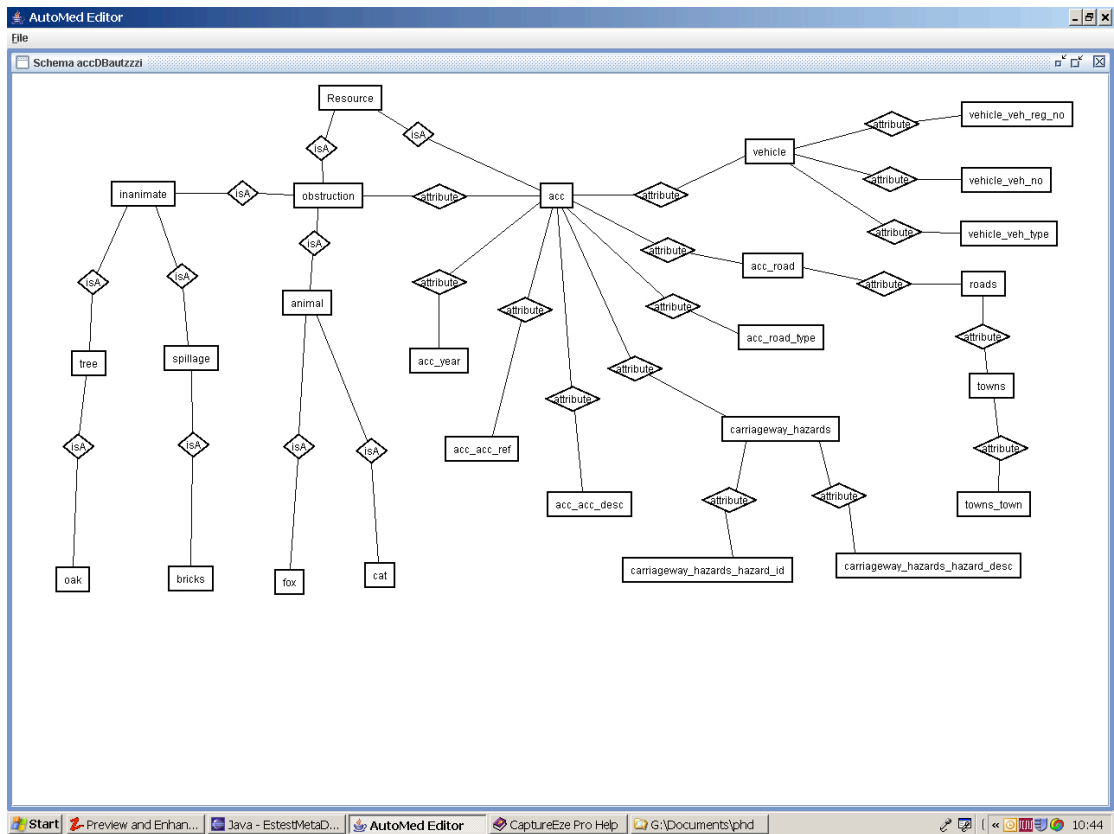 AutoMed Editor
File
Schema accDBautzzzi
Resource
vehicle_veh_reg_no
attribute
isA
isA
vehicle
attribute
vehicle_veh_no
inanimate
isA
obstruction
attribute
acc
attribute
attribute
vehicle_veh_type
isA
attribute
acc_road
attribute
roads
isA
isA
attribute
animal
attribute
attribute
acc_road_type
attribute
tree
spillage
acc_year
attribute
towns
attribute
carriageway_hazards
isA
isA
isA
isA
acc_acc_ref
attribute
attribute
attribute
acc_acc_desc
towns_town
oak
bricks
fox
cat
carriageway_hazards_hazard_id
carriageway_hazards_hazard_desc
Start
Preview and Enhan...
Java - EstestMetaD...
AutoMed Editor
CaptureEze Pro Help
G:\Documents\phd
«
10:44